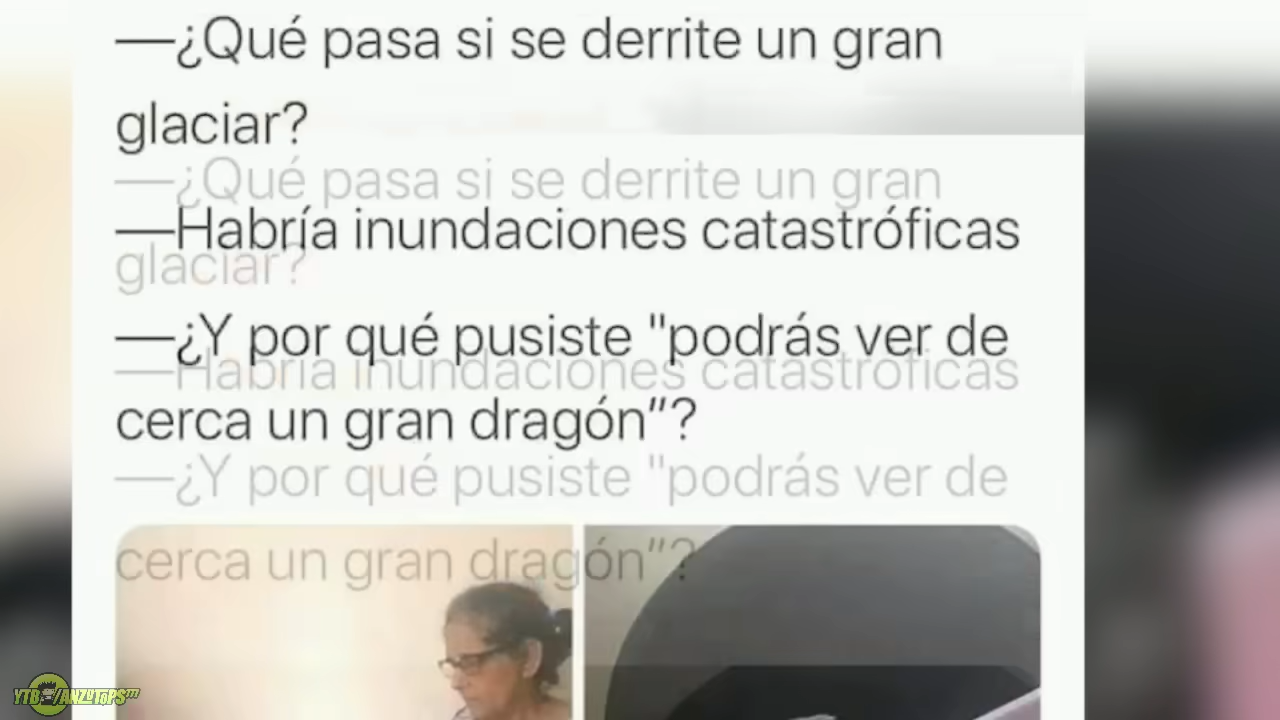 —¿Qué pasa si se derrite un gran
glaciar?
—¿Qué pasa si se derrite un gran
—Habría inundaciones catastróficas
glaciar?
—¿Y por qué pusiste "podrás ver de
—Habría inundaciones catastróficas
cerca un gran dragón"?
—¿Y por qué pusiste "podrás ver de
cerca un gran dragón"?